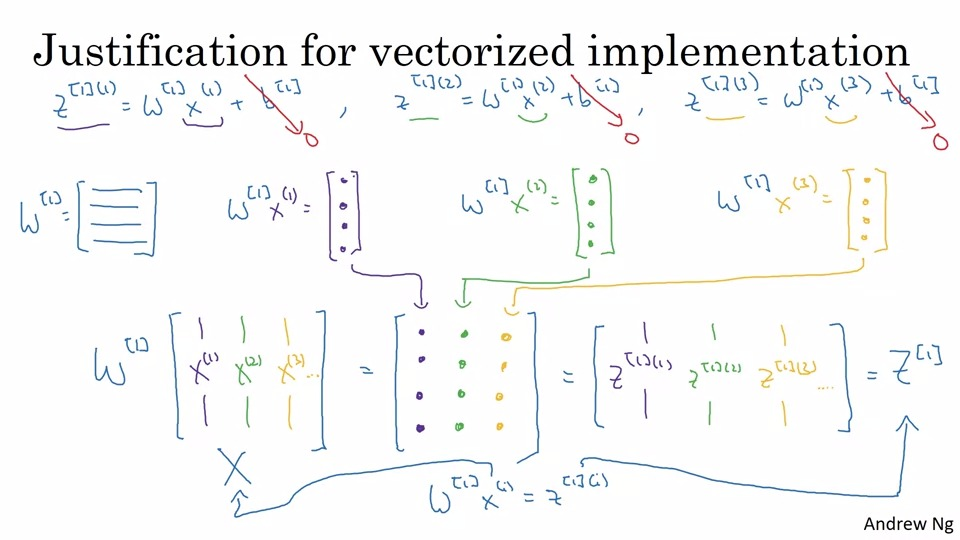 Justification for vectorized implementation
z^[1](1) = W^[1] x^(1) + b^[1] , z^[1](2) = W^[1] x^(2) + b^[1] , z^[1](3) = W^[1] x^(3) + b^[1]
0 0 0
W^[1] = [ ] W^[1] x^(1) = [ ] W^[1] x^(2) = [ ] W^[1] x^(3) = [ ]
W^[1] [ x^(1) x^(2) x^(3) ... ] = [ ] = [ z^[1](1) z^[1](2) z^[1](3) .... ] = Z^[1]
X
W^[1] x^(i) = z^[1](i)
Andrew Ng